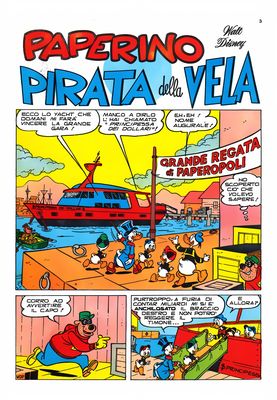 3
PAPERINO
Walt
Disney
PIRATA della VELA
ECCO LO YACHT, CHE
DOMANI MI FARÀ
VINCERE LA GRANDE
GARA!
MANCO A DIRLO
L'HAI CHIAMATO
«PRINCIPESSA
DEI DOLLARI»!
EH, EH!
NOME
AUGURALE!
GRANDE REGATA
di PAPEROPOLI
HO
SCOPERTO
CIÒ CHE
VOLEVO
SAPERE!
CORRO AD
AVVERTIRE
IL CAPO!
PURTROPPO, A FURIA DI
CONTAR MILIARDI MI SI È
ANCHILOSATO IL BRACCIO
DESTRO E NON POTRÒ
REGGERE IL
TIMONE...
E
ALLORA?
PRINCIPESSA